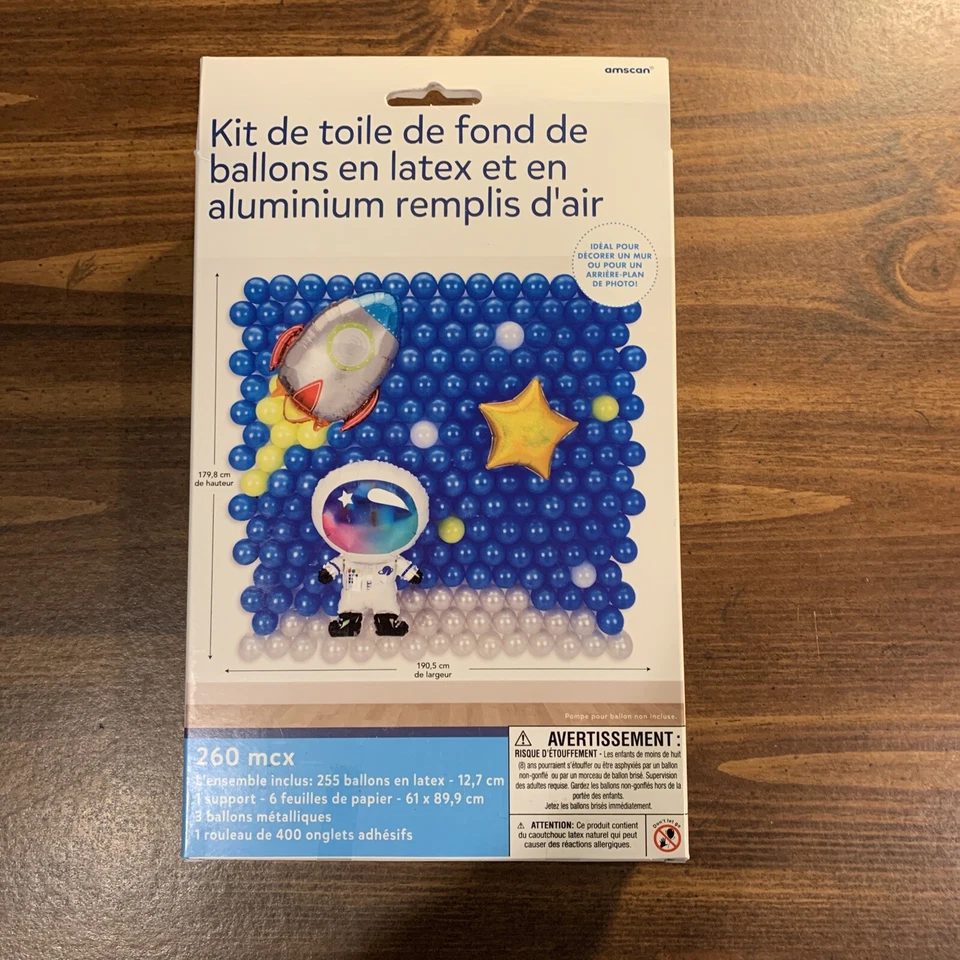 amscan®
Kit de toile de fond de
ballons en latex et en
aluminium remplis d'air
IDÉAL POUR
DÉCORER UN MUR
OU POUR UN
ARRIÈRE-PLAN
DE PHOTO!
179,8 cm
de hauteur
190,5 cm
de largeur
Pompe pour ballon non incluse.
260 mcx
L'ensemble inclus: 255 ballons en latex - 12,7 cm
1 support - 6 feuilles de papier - 61 x 89,9 cm
3 ballons métalliques
1 rouleau de 400 onglets adhésifs
AVERTISSEMENT :
RISQUE D'ÉTOUFFEMENT - Les enfants de moins de huit
(8) ans pourraient s'étouffer ou être asphyxiés par un ballon
non-gonflé ou par un morceau de ballon brisé. Supervision
des adultes requise. Gardez les ballons non-gonflés hors de la
portée des enfants.
Jetez les ballons brisés immédiatement.
ATTENTION: Ce produit contient
du caoutchouc latex naturel qui peut
causer des réactions allergiques.
Don't let go